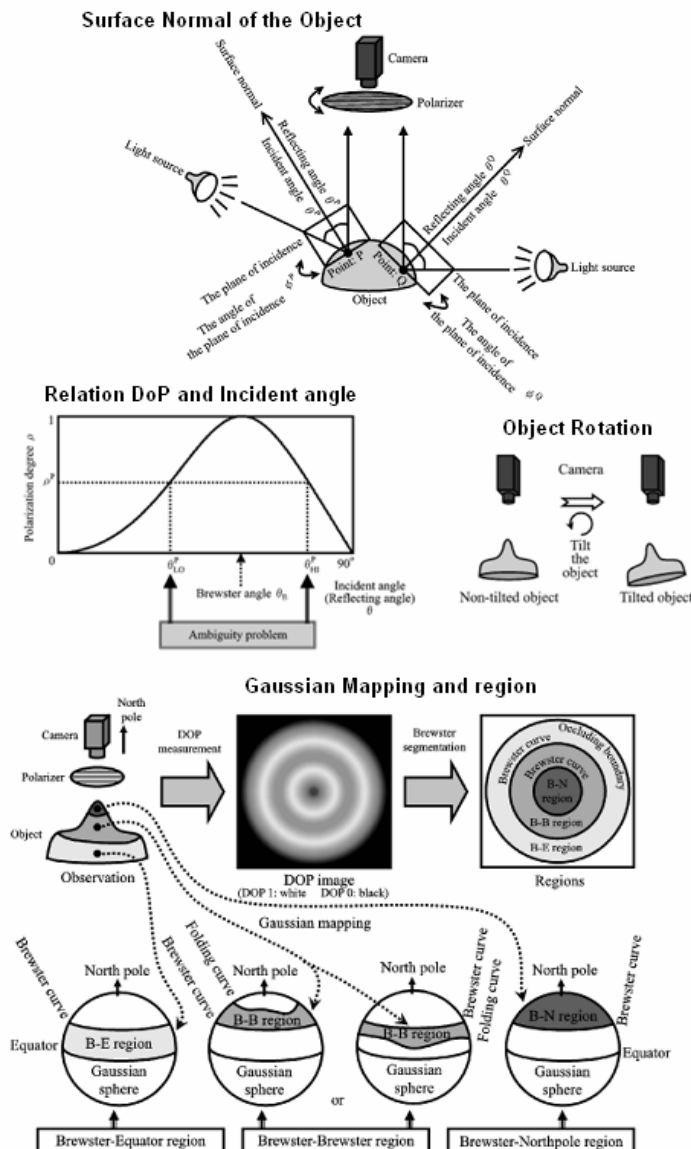 Surface Normal of the Object
Camera
Polarizer
Surface normal
Reflecting angle θᴾ
Incident angle θᴾ
Light source
Surface normal
Reflecting angle θQ
Incident angle θQ
Light source
The plane of incidence
The angle of
the plane of incidence øᴾ
Point: P
Point: Q
Object
The plane of incidence
The angle of
the plane of incidence øQ
Relation DoP and Incident angle
Polarization degree ρ
1
ρᴾ
0
θᴾLO
θᴾHI
90°
Brewster angle θB
Incident angle
(Reflecting angle)
θ
Ambiguity problem
Object Rotation
Camera
Tilt
the
object
Non-tilted object
Tilted object
Gaussian Mapping and region
North
pole
Camera
Polarizer
Object
Observation
DOP
measurement
DOP image
(DOP 1: white DOP 0: black)
Brewster
segmentation
Occluding boundary
Brewster curve
Brewster curve
B-N
region
B-B region
B-E region
Regions
Gaussian mapping
Brewster curve
North pole
Equator
B-E region
Gaussian
sphere
Brewster-Equator region
Folding curve
Brewster curve
North pole
B-B region
Gaussian
sphere
or
North pole
Brewster curve
Folding curve
B-B region
Gaussian
sphere
Brewster-Brewster region
North pole
Brewster curve
B-N region
Equator
Gaussian
sphere
Brewster-Northpole region